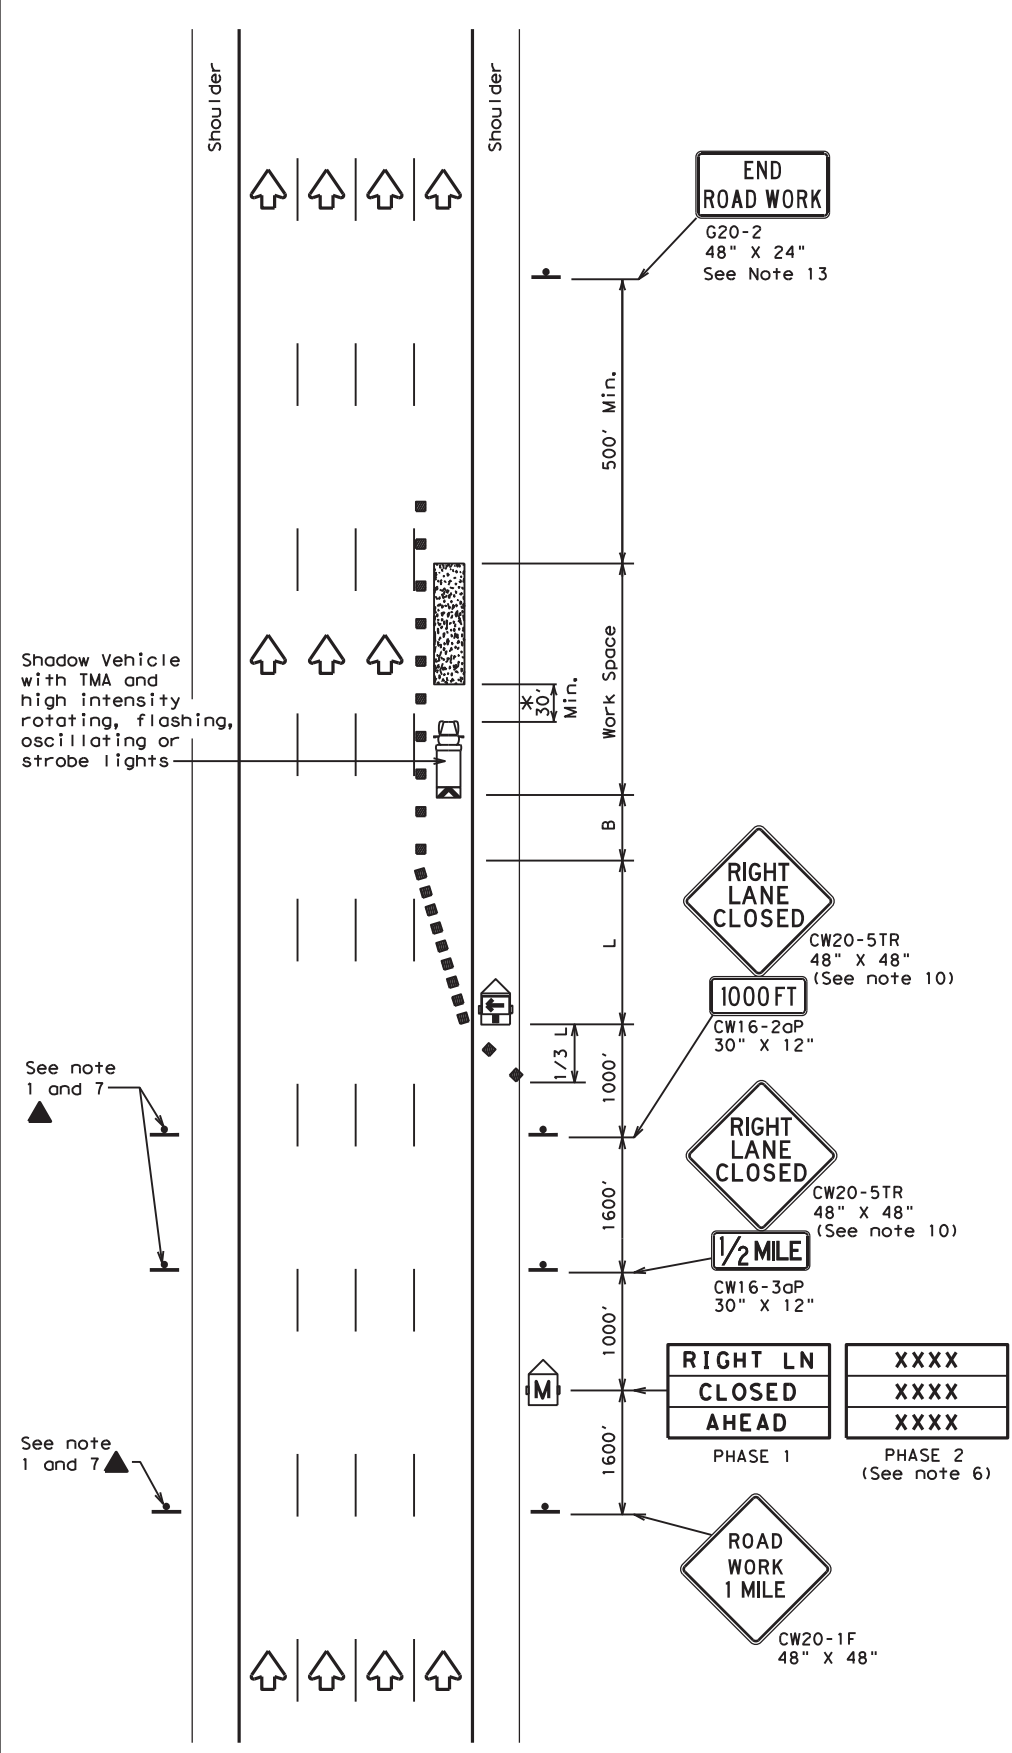 Shoulder
Shoulder
END
ROAD WORK
G20-2
48" X 24"
See Note 13
500' Min.
Shadow Vehicle
with TMA and
high intensity
rotating, flashing,
oscillating or
strobe lights
Work Space
*
30'
Min.
B
L
RIGHT
LANE
CLOSED
CW20-5TR
48" X 48"
(See note 10)
1000 FT
CW16-2aP
30" X 12"
1/3 L
1000'
See note
1 and 7
RIGHT
LANE
CLOSED
CW20-5TR
48" X 48"
(See note 10)
1600'
1/2 MILE
CW16-3aP
30" X 12"
1000'
M
RIGHT LN
CLOSED
AHEAD
PHASE 1
XXXX
XXXX
XXXX
PHASE 2
(See note 6)
1600'
See note
1 and 7
ROAD
WORK
1 MILE
CW20-1F
48" X 48"